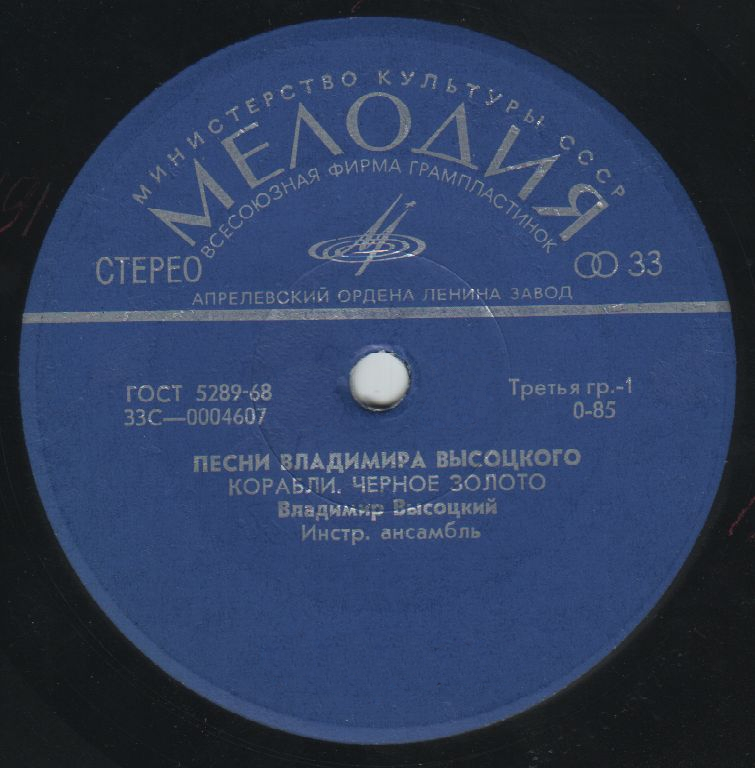 МИНИСТЕРСТВО КУЛЬТУРЫ СССР
МЕЛОДИЯ
ВСЕСОЮЗНАЯ ФИРМА ГРАМПЛАСТИНОК
СТЕРЕО
33
АПРЕЛЕВСКИЙ ОРДЕНА ЛЕНИНА ЗАВОД
ГОСТ 5289-68
Третья гр.-1
33С—0004607
0-85
ПЕСНИ ВЛАДИМИРА ВЫСОЦКОГО
КОРАБЛИ. ЧЕРНОЕ ЗОЛОТО
Владимир Высоцкий
Инстр. ансамбль